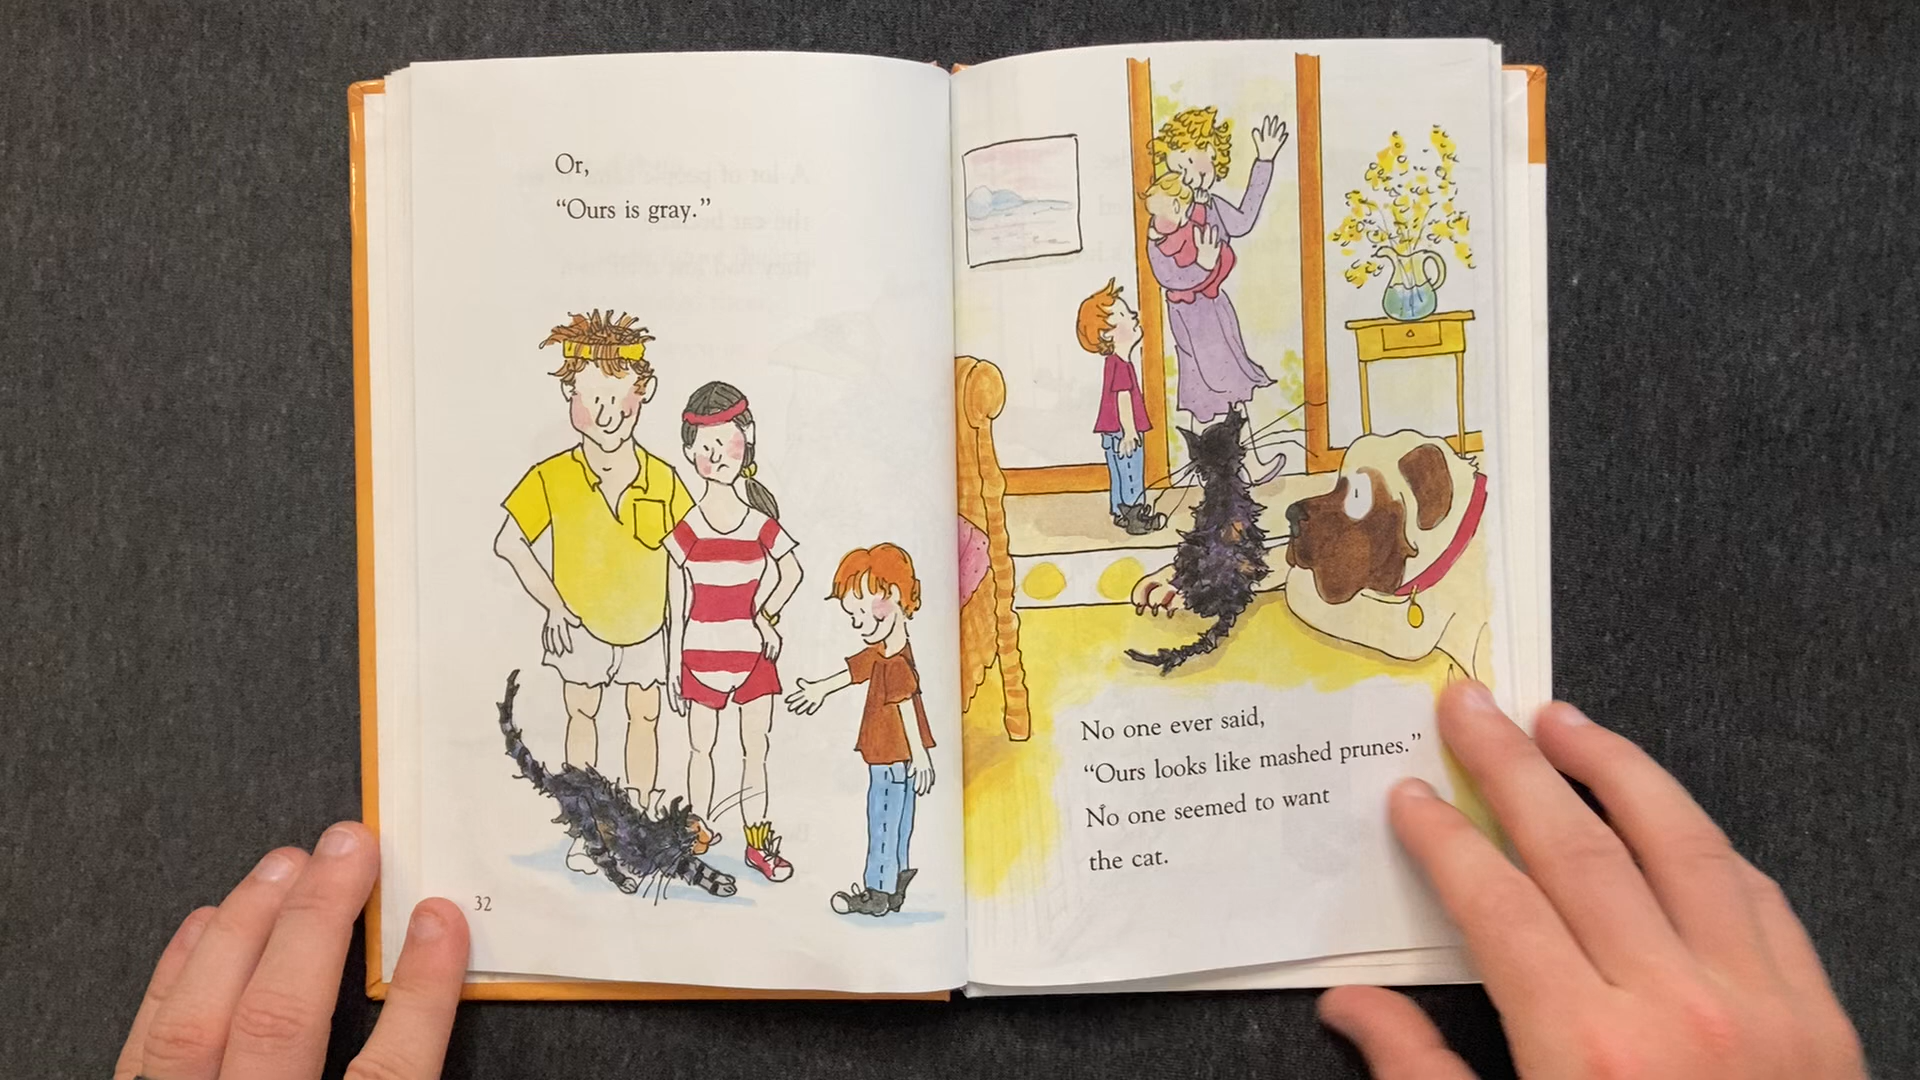 Or,
“Ours is gray.”
32
No one ever said,
“Ours looks like mashed prunes.”
No one seemed to want
the cat.